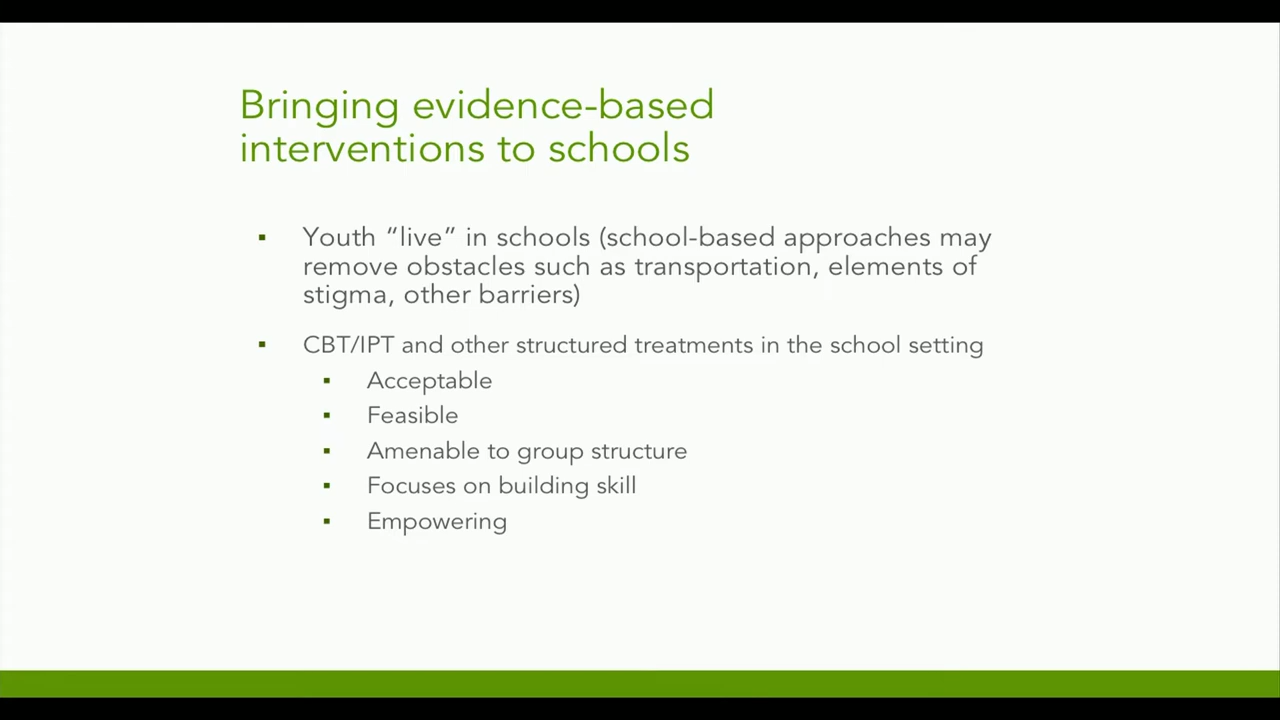 Bringing evidence-based
interventions to schools
▪ Youth “live” in schools (school-based approaches may
remove obstacles such as transportation, elements of
stigma, other barriers)
▪ CBT/IPT and other structured treatments in the school setting
▪ Acceptable
▪ Feasible
▪ Amenable to group structure
▪ Focuses on building skill
▪ Empowering